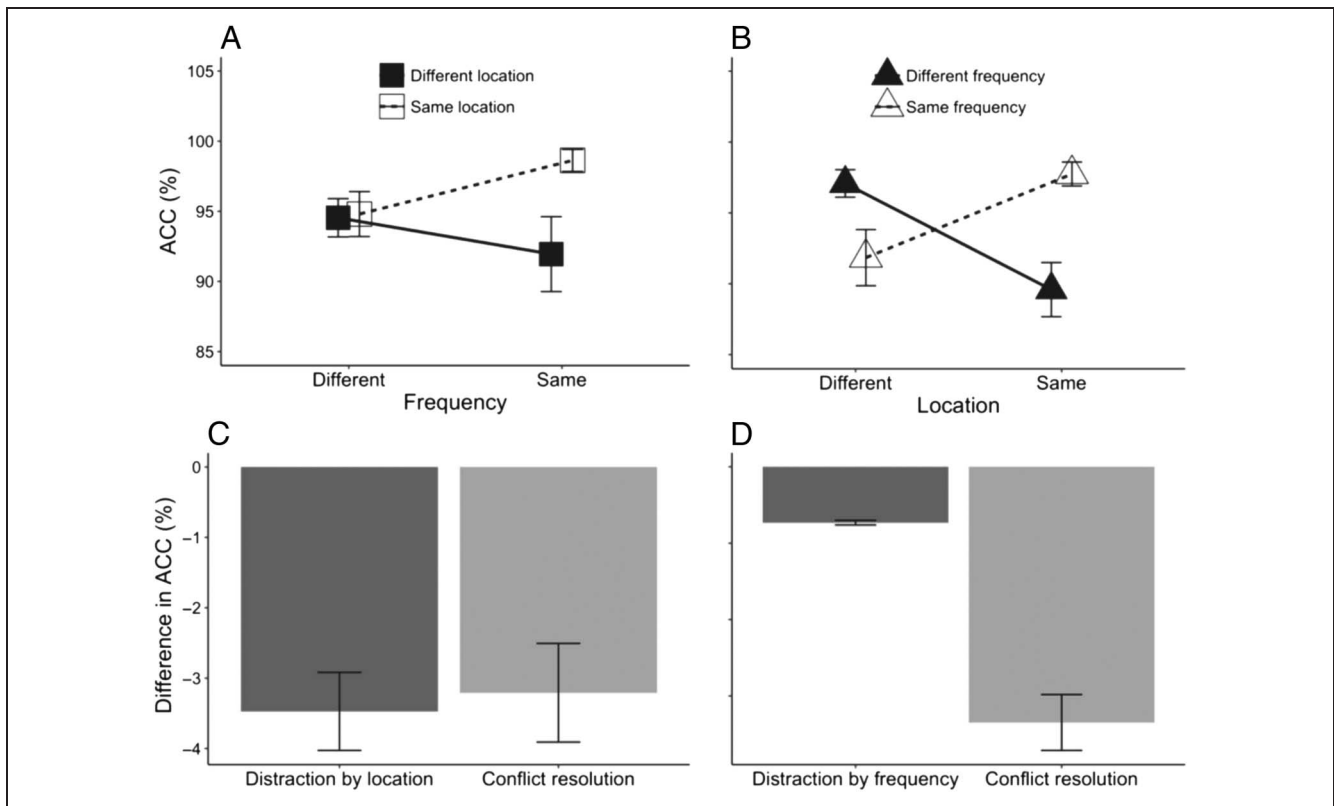 A
B
105
100
95
90
85
ACC (%)
Different location
Same location
Different
Same
Frequency
Different frequency
Same frequency
Different
Same
Location
C
D
0
−1
−2
−3
−4
Difference in ACC (%)
Distraction by location
Conflict resolution
Distraction by frequency
Conflict resolution